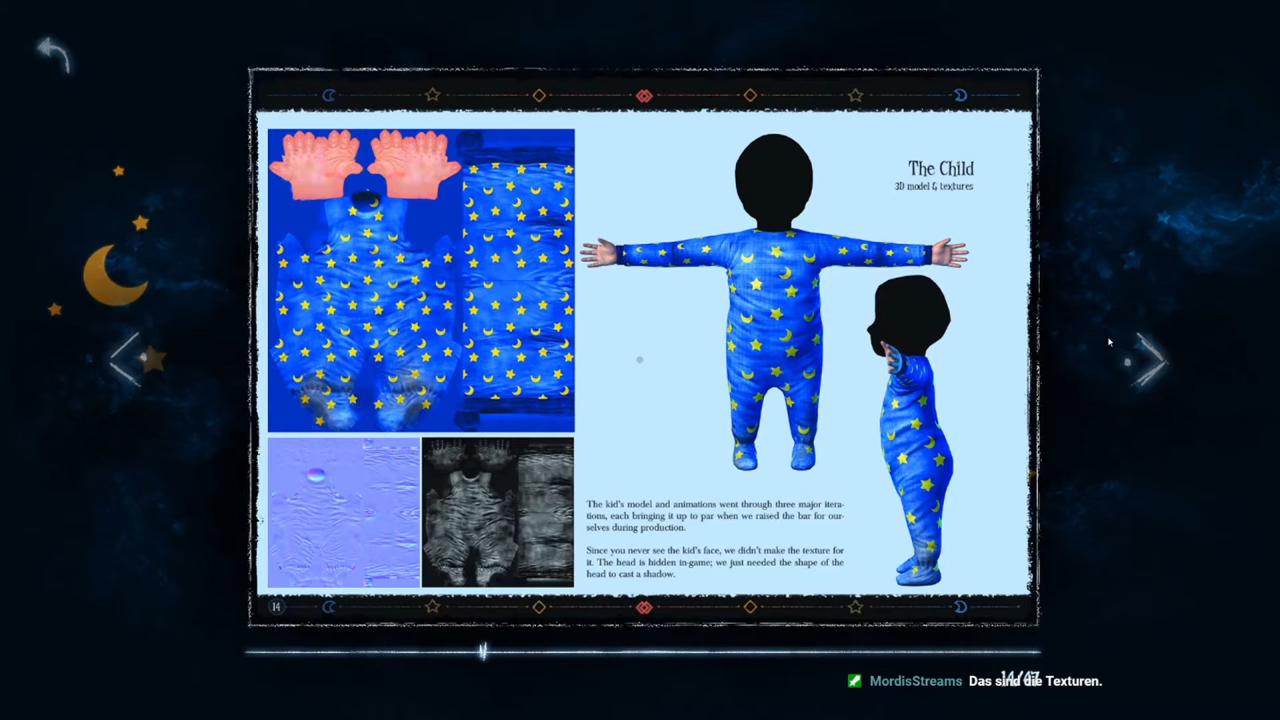 The Child
3D model & textures
The kid's model and animations went through three major itera-
tions, each bringing it up to par when we raised the bar for our-
selves during production.
Since you never see the kid's face, we didn't make the texture for
it. The head is hidden in-game; we just needed the shape of the
head to cast a shadow.
14
MordisStreams Das sind die Texturen.